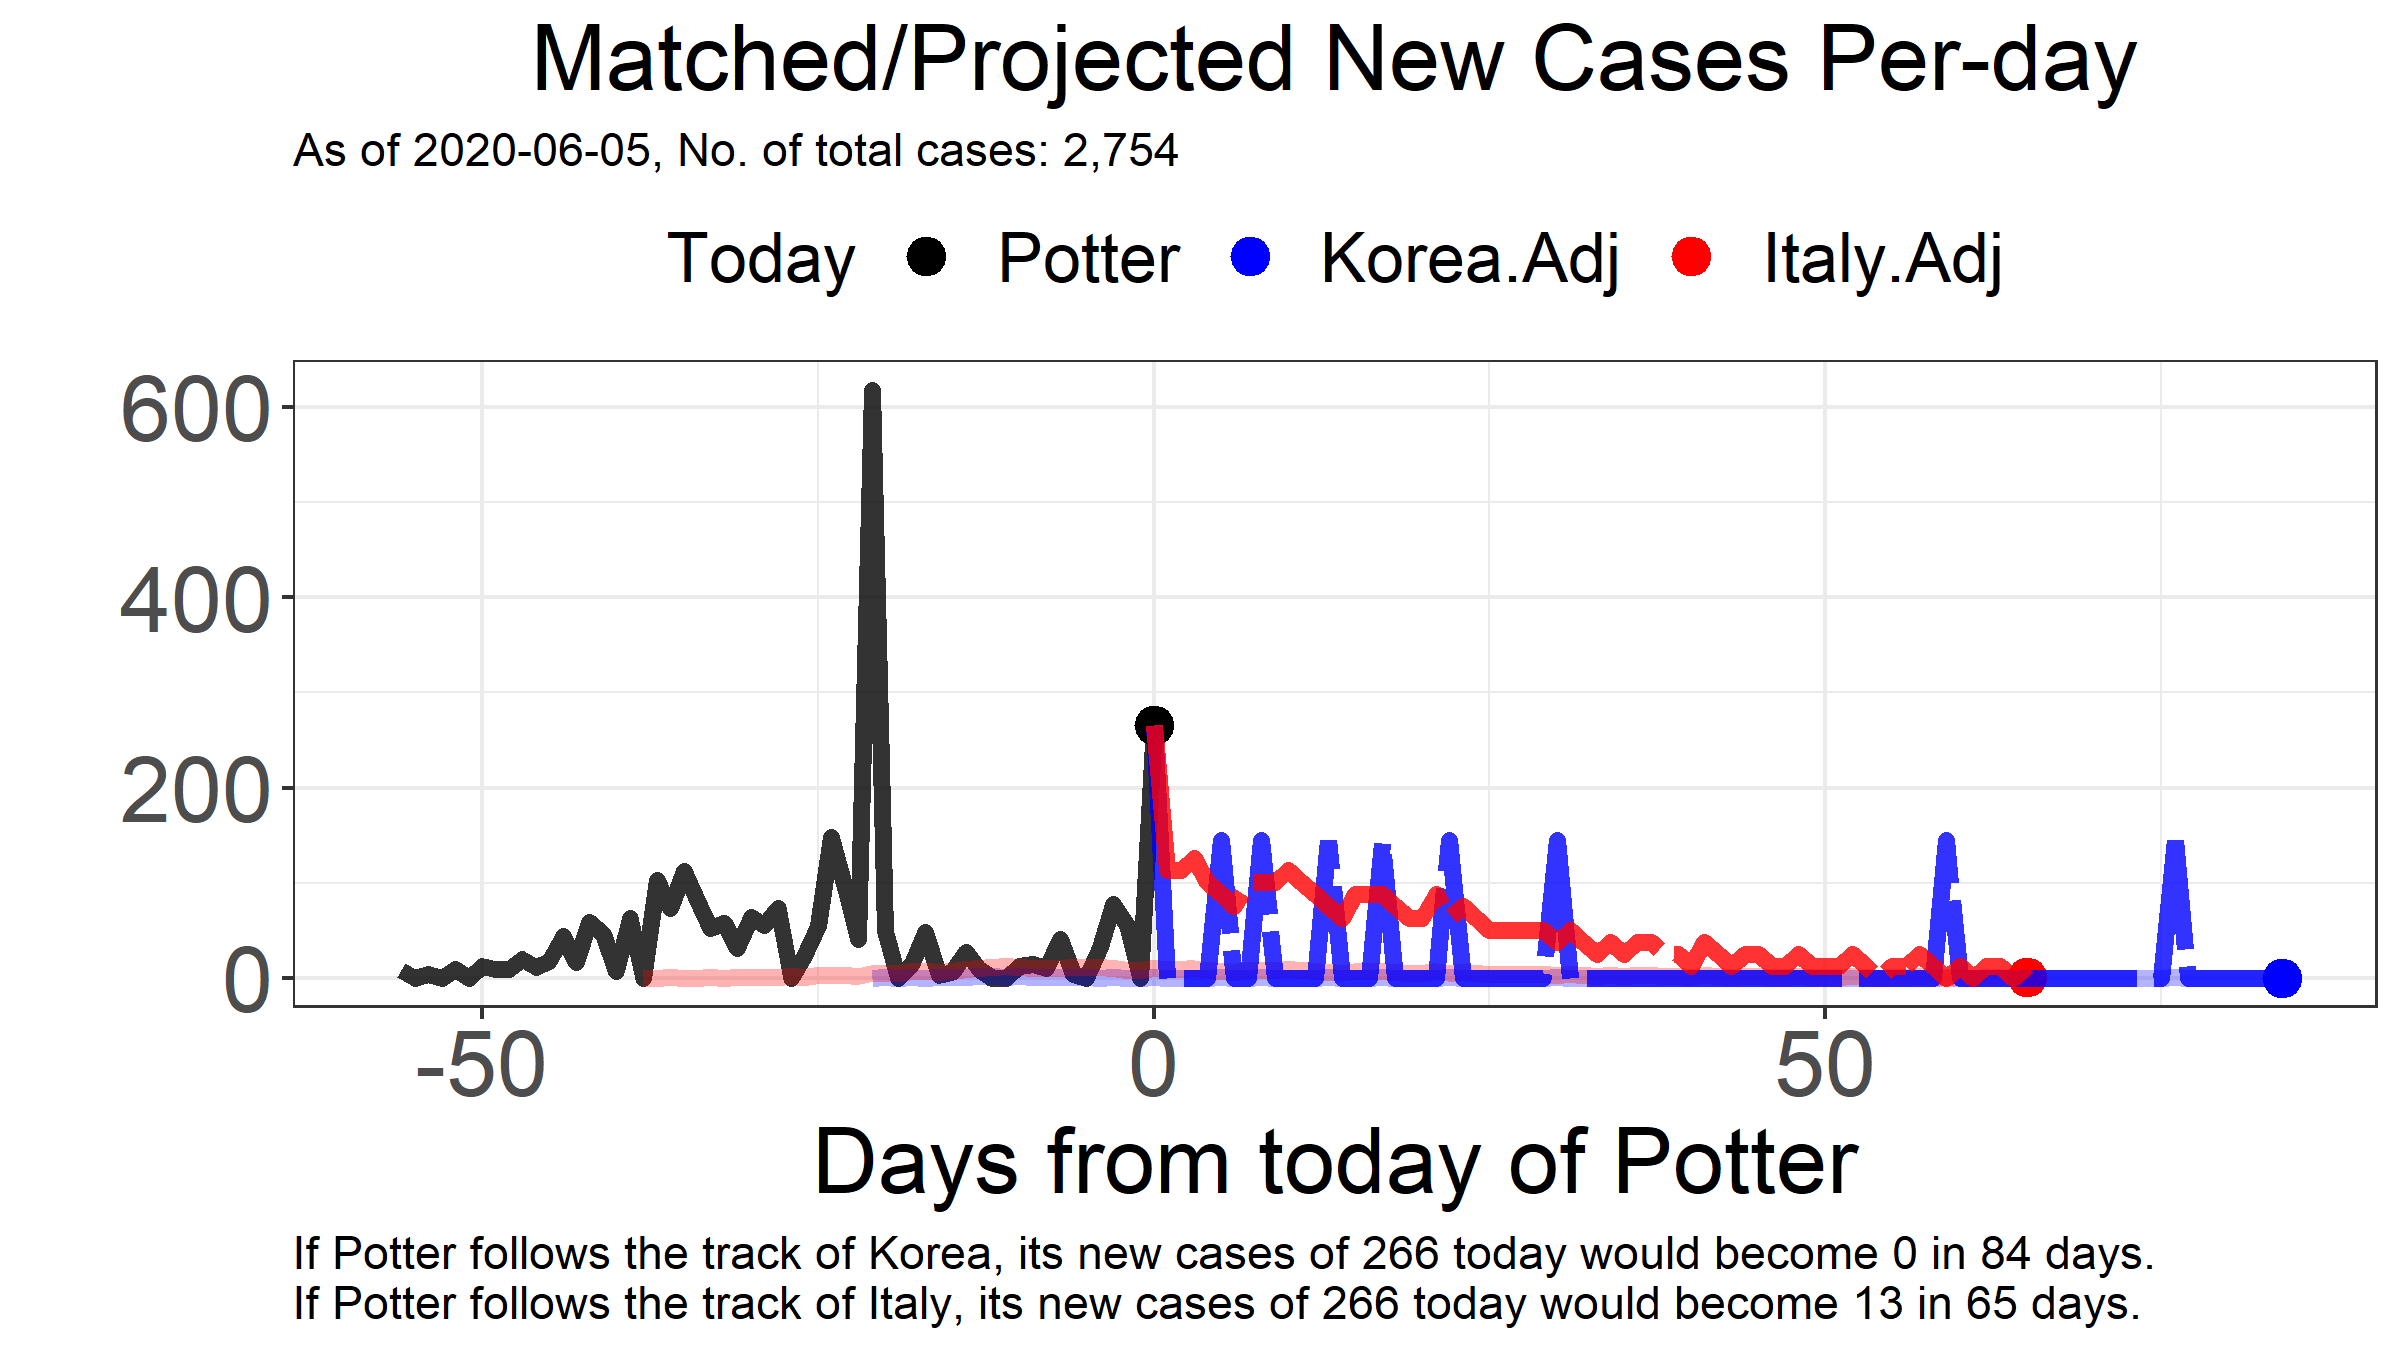 Matched/Projected New Cases Per-day
As of 2020-06-05, No. of total cases: 2,754
Today Potter Korea.Adj Italy.Adj
600
400
200
0
-50 0 50
Days from today of Potter
If Potter follows the track of Korea, its new cases of 266 today would become 0 in 84 days.
If Potter follows the track of Italy, its new cases of 266 today would become 13 in 65 days.